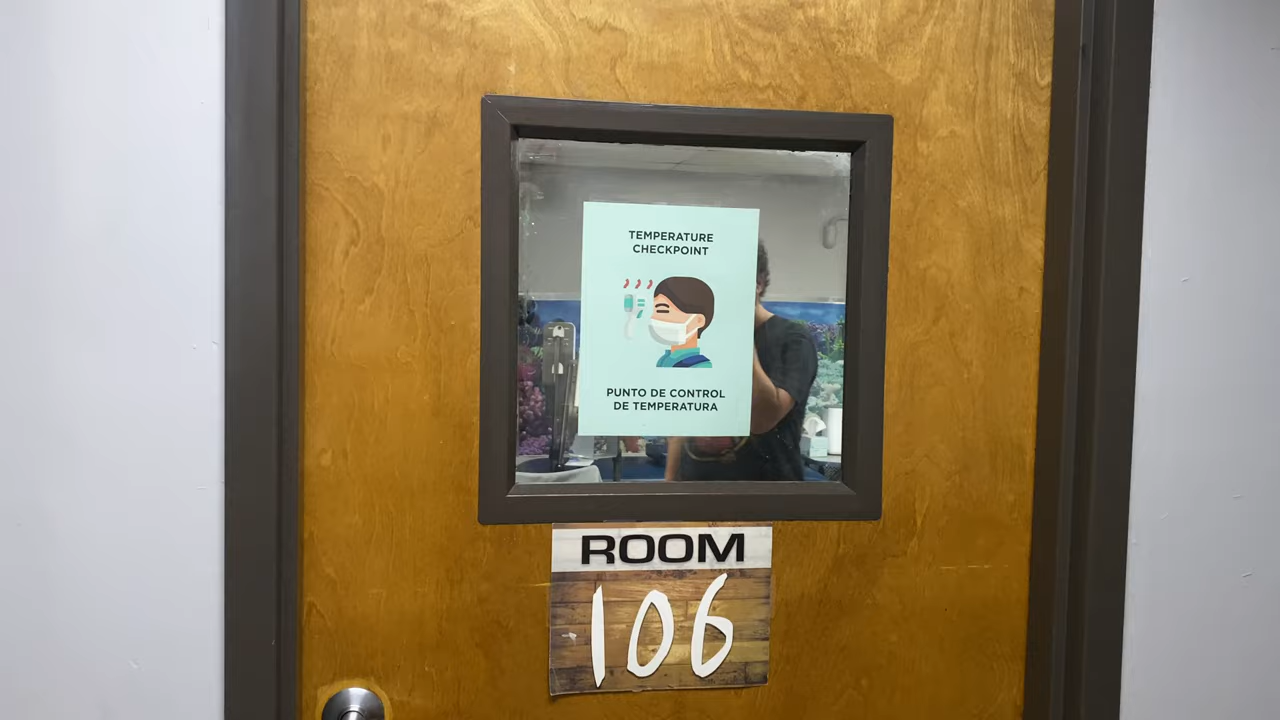 TEMPERATURE
CHECKPOINT
PUNTO DE CONTROL
DE TEMPERATURA
ROOM
106